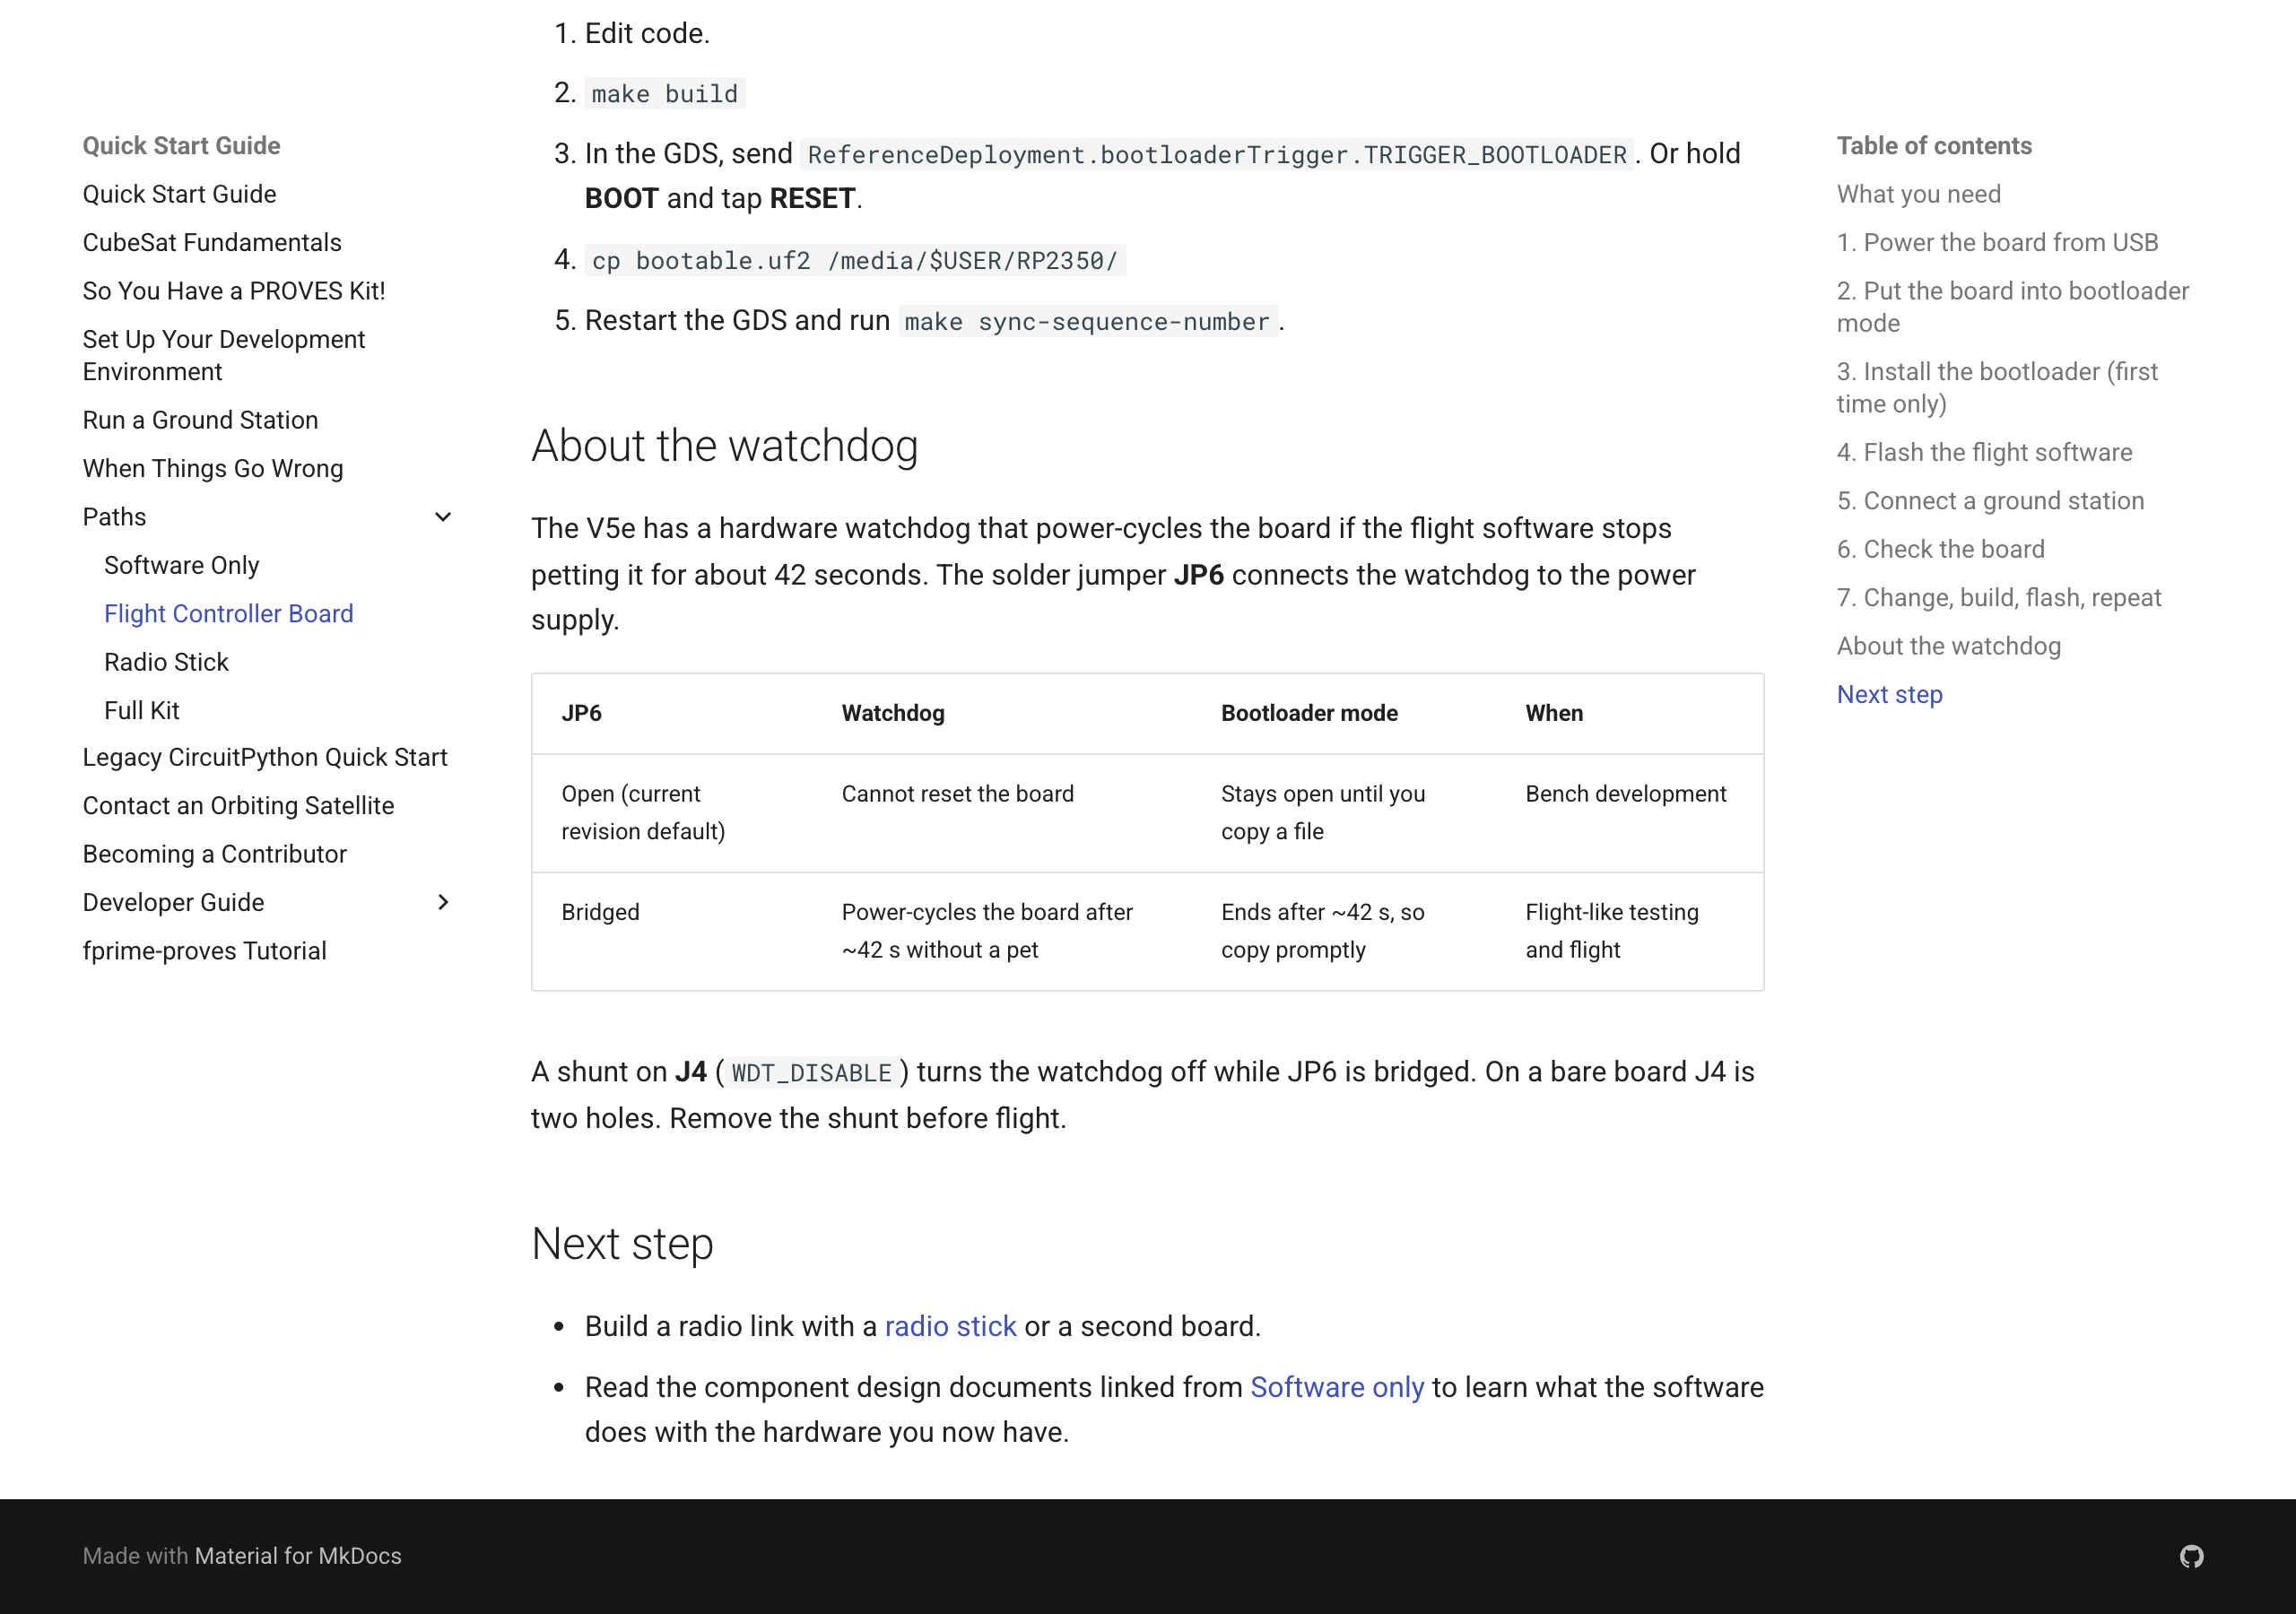 1. Edit code.
2. make build
3. In the GDS, send ReferenceDeployment.bootloaderTrigger.TRIGGER_BOOTLOADER. Or hold
BOOT and tap RESET.
4. cp bootable.uf2 /media/$USER/RP2350/
5. Restart the GDS and run make sync-sequence-number.
Quick Start Guide
Quick Start Guide
CubeSat Fundamentals
So You Have a PROVES Kit!
Set Up Your Development
Environment
Run a Ground Station
When Things Go Wrong
Paths
Software Only
Flight Controller Board
Radio Stick
Full Kit
Legacy CircuitPython Quick Start
Contact an Orbiting Satellite
Becoming a Contributor
Developer Guide
fprime-proves Tutorial
About the watchdog
The V5e has a hardware watchdog that power-cycles the board if the flight software stops
petting it for about 42 seconds. The solder jumper JP6 connects the watchdog to the power
supply.
JP6 Watchdog Bootloader mode When
Open (current Cannot reset the board Stays open until you Bench development
revision default) copy a file
Bridged Power-cycles the board after Ends after ~42 s, so Flight-like testing
~42 s without a pet copy promptly and flight
A shunt on J4 (WDT_DISABLE) turns the watchdog off while JP6 is bridged. On a bare board J4 is
two holes. Remove the shunt before flight.
Next step
• Build a radio link with a radio stick or a second board.
• Read the component design documents linked from Software only to learn what the software
does with the hardware you now have.
Table of contents
What you need
1. Power the board from USB
2. Put the board into bootloader
mode
3. Install the bootloader (first
time only)
4. Flash the flight software
5. Connect a ground station
6. Check the board
7. Change, build, flash, repeat
About the watchdog
Next step
Made with Material for MkDocs